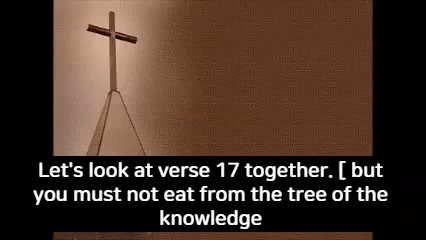 Let's look at verse 17 together. [ but
you must not eat from the tree of the
knowledge